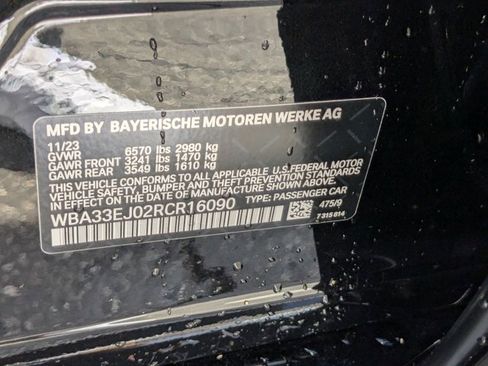 MFD BY BAYERISCHE MOTOREN WERKE AG
11/23
GVWR 6570 lbs 2980 kg
GAWR FRONT 3241 lbs 1470 kg
GAWR REAR 3549 lbs 1610 kg
THIS VEHICLE CONFORMS TO ALL APPLICABLE U.S.FEDERAL MOTOR
VEHICLE SAFETY, BUMPER, AND THEFT PREVENTION STANDARDS
IN EFFECT ON THE DATE OF MANUFACTURE SHOWN ABOVE.
WBA33EJ02RCR16090 TYPE: PASSENGER CAR
475/9
7 315 814